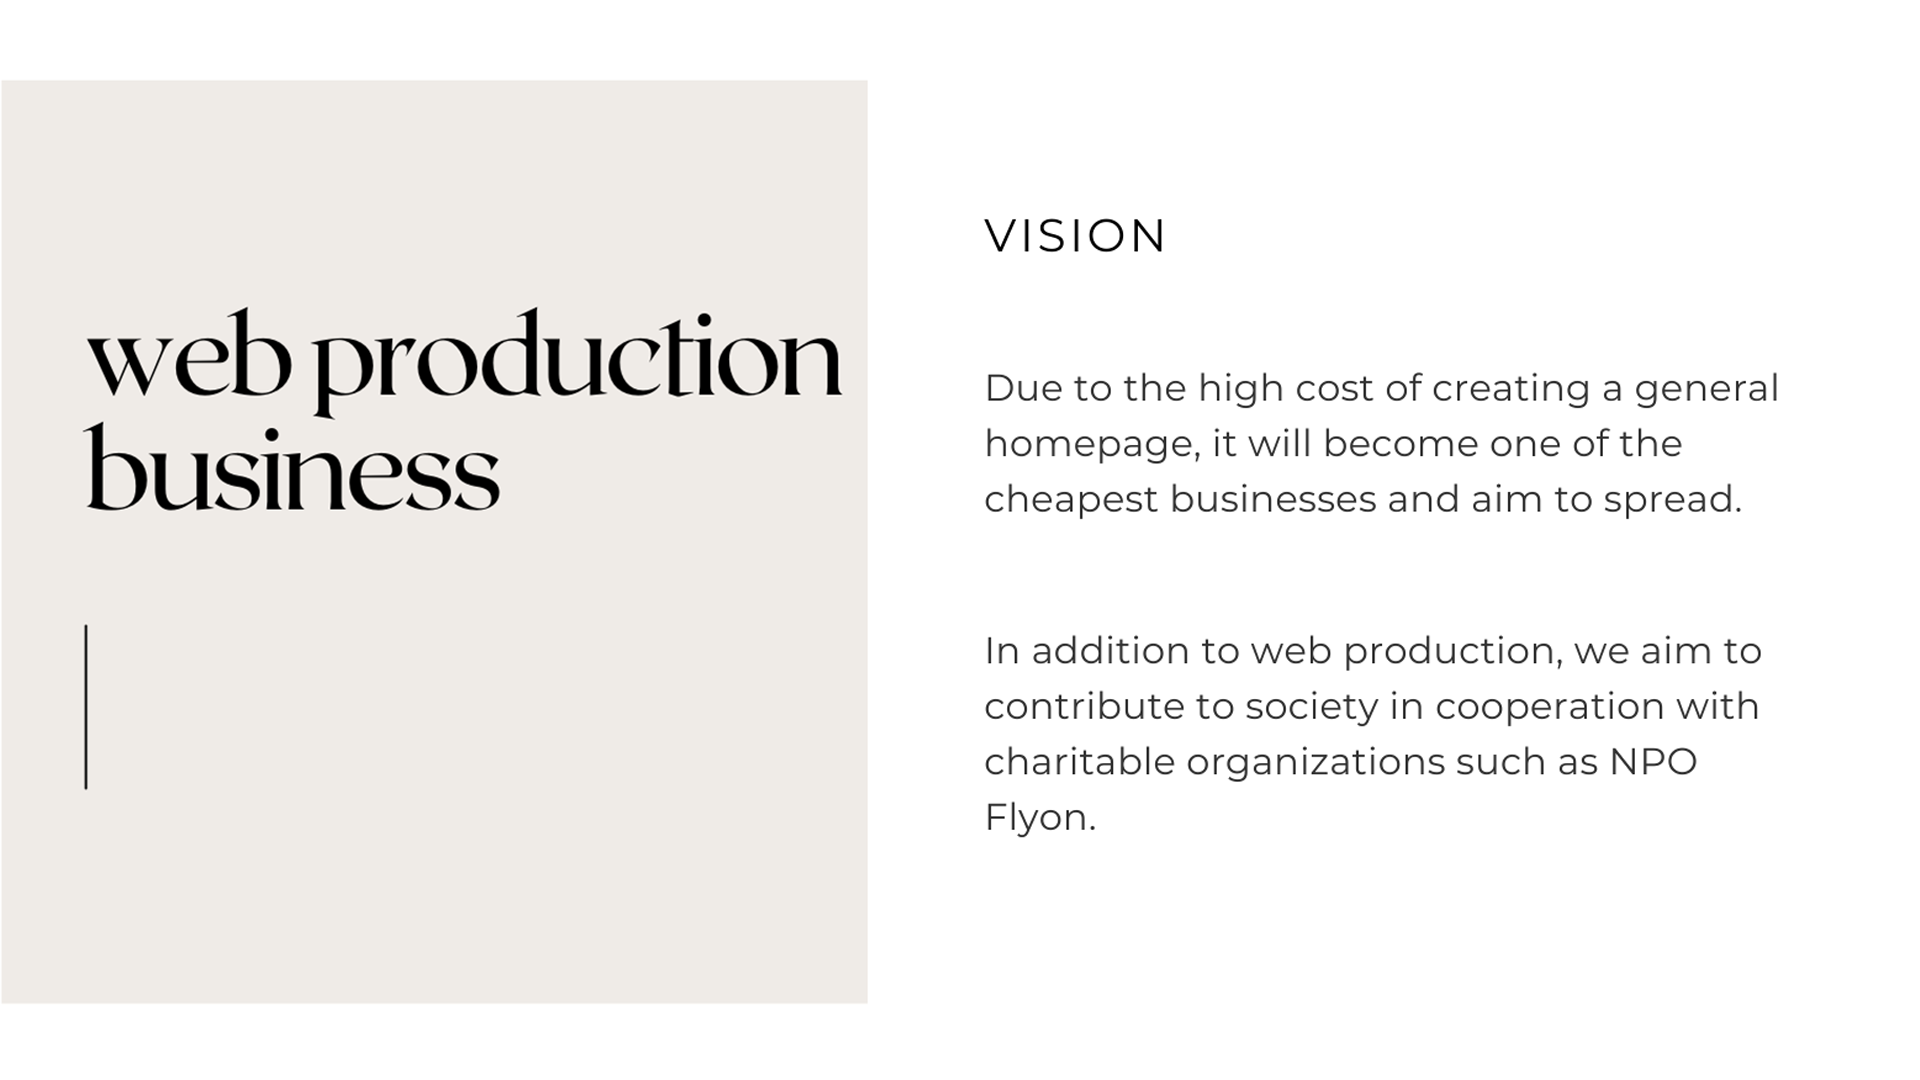 web production
business
VISION
Due to the high cost of creating a general
homepage, it will become one of the
cheapest businesses and aim to spread.
In addition to web production, we aim to
contribute to society in cooperation with
charitable organizations such as NPO
Flyon.